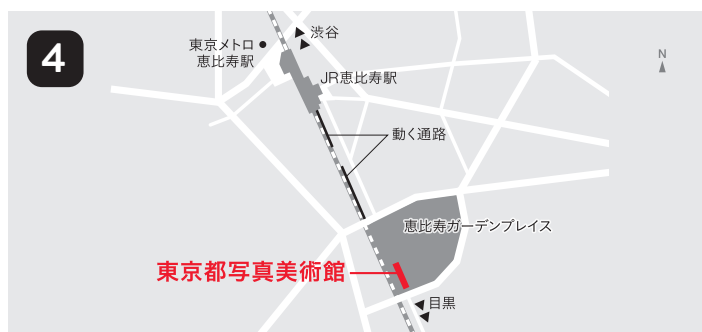 4
渋谷
東京メトロ
恵比寿駅
N
JR恵比寿駅
動く通路
恵比寿ガーデンプレイス
東京都写真美術館
目黒